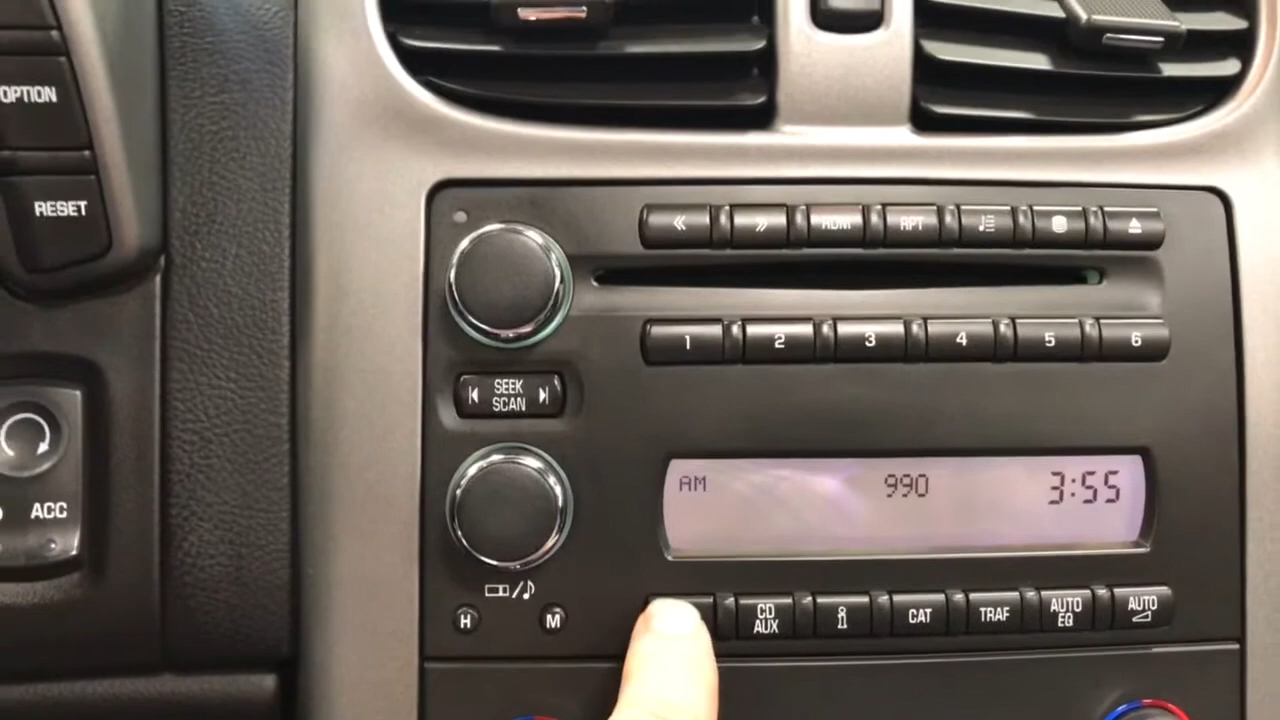 OPTION
RESET
ACC
« » RDM RPT
1 2 3 4 5 6
SEEK
SCAN
AM 990 3:55
H M
CD
AUX
i
CAT
TRAF
AUTO
EQ
AUTO